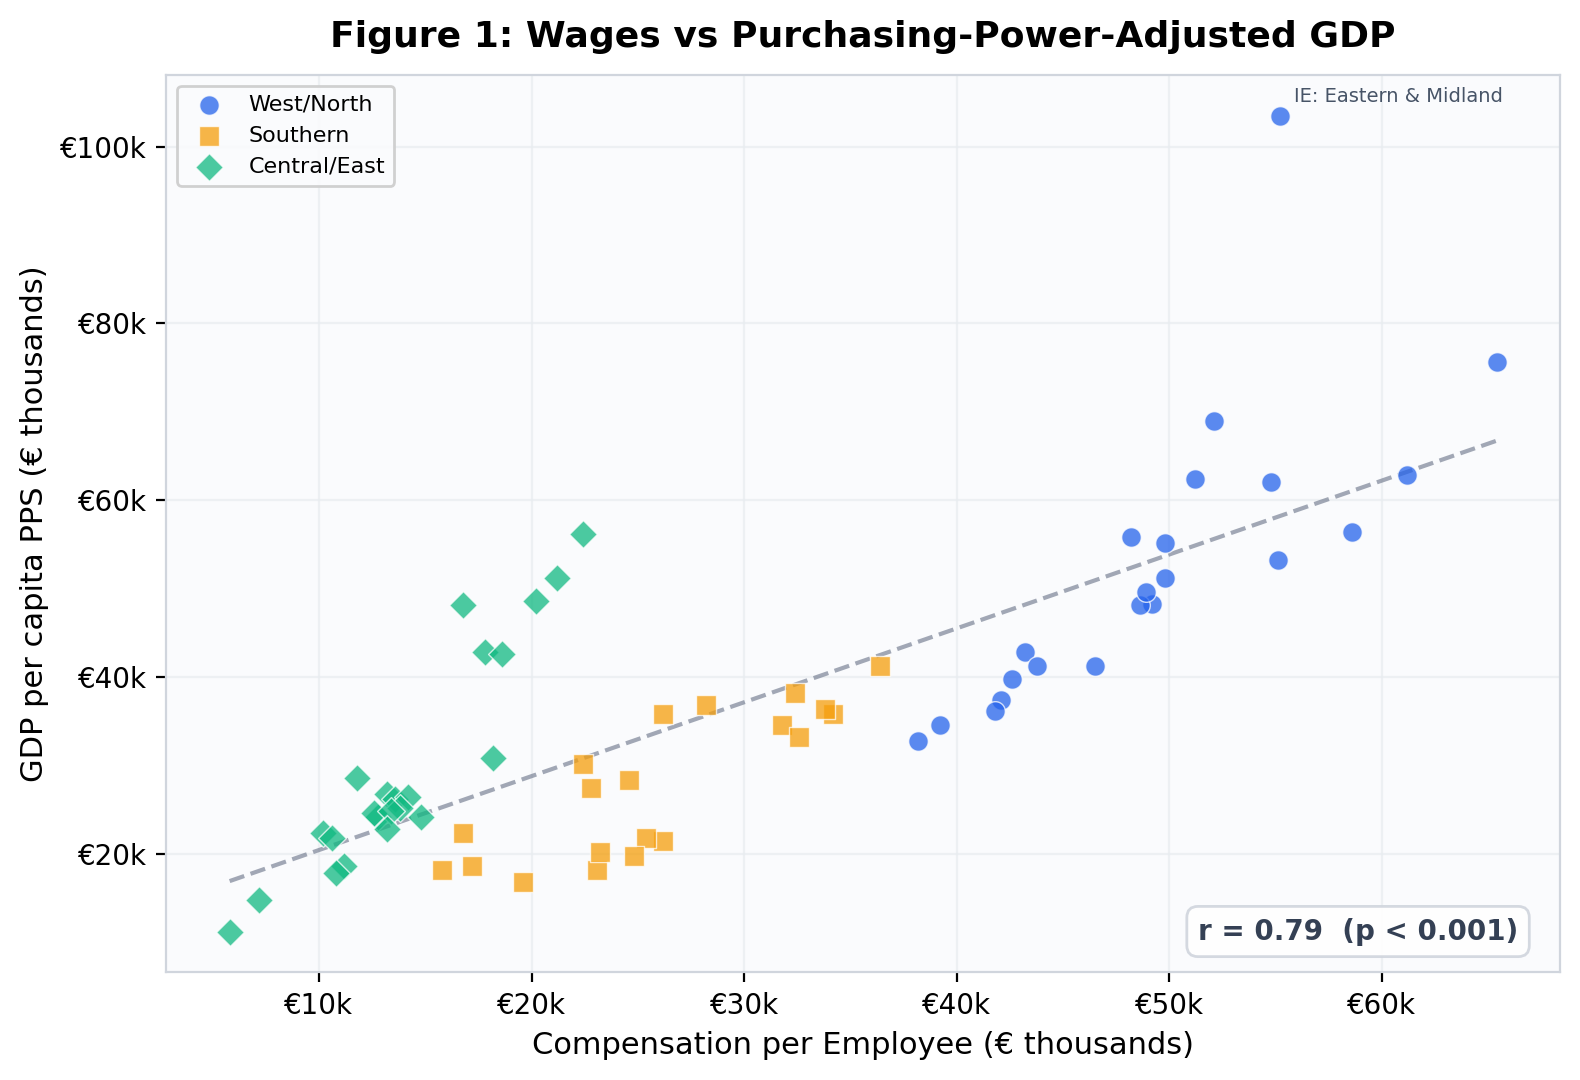 Figure 1: Wages vs Purchasing-Power-Adjusted GDP
West/North
Southern
Central/East
IE: Eastern & Midland
GDP per capita PPS (€ thousands)
€100k
€80k
€60k
€40k
€20k
r = 0.79 (p < 0.001)
€10k
€20k
€30k
€40k
€50k
€60k
Compensation per Employee (€ thousands)